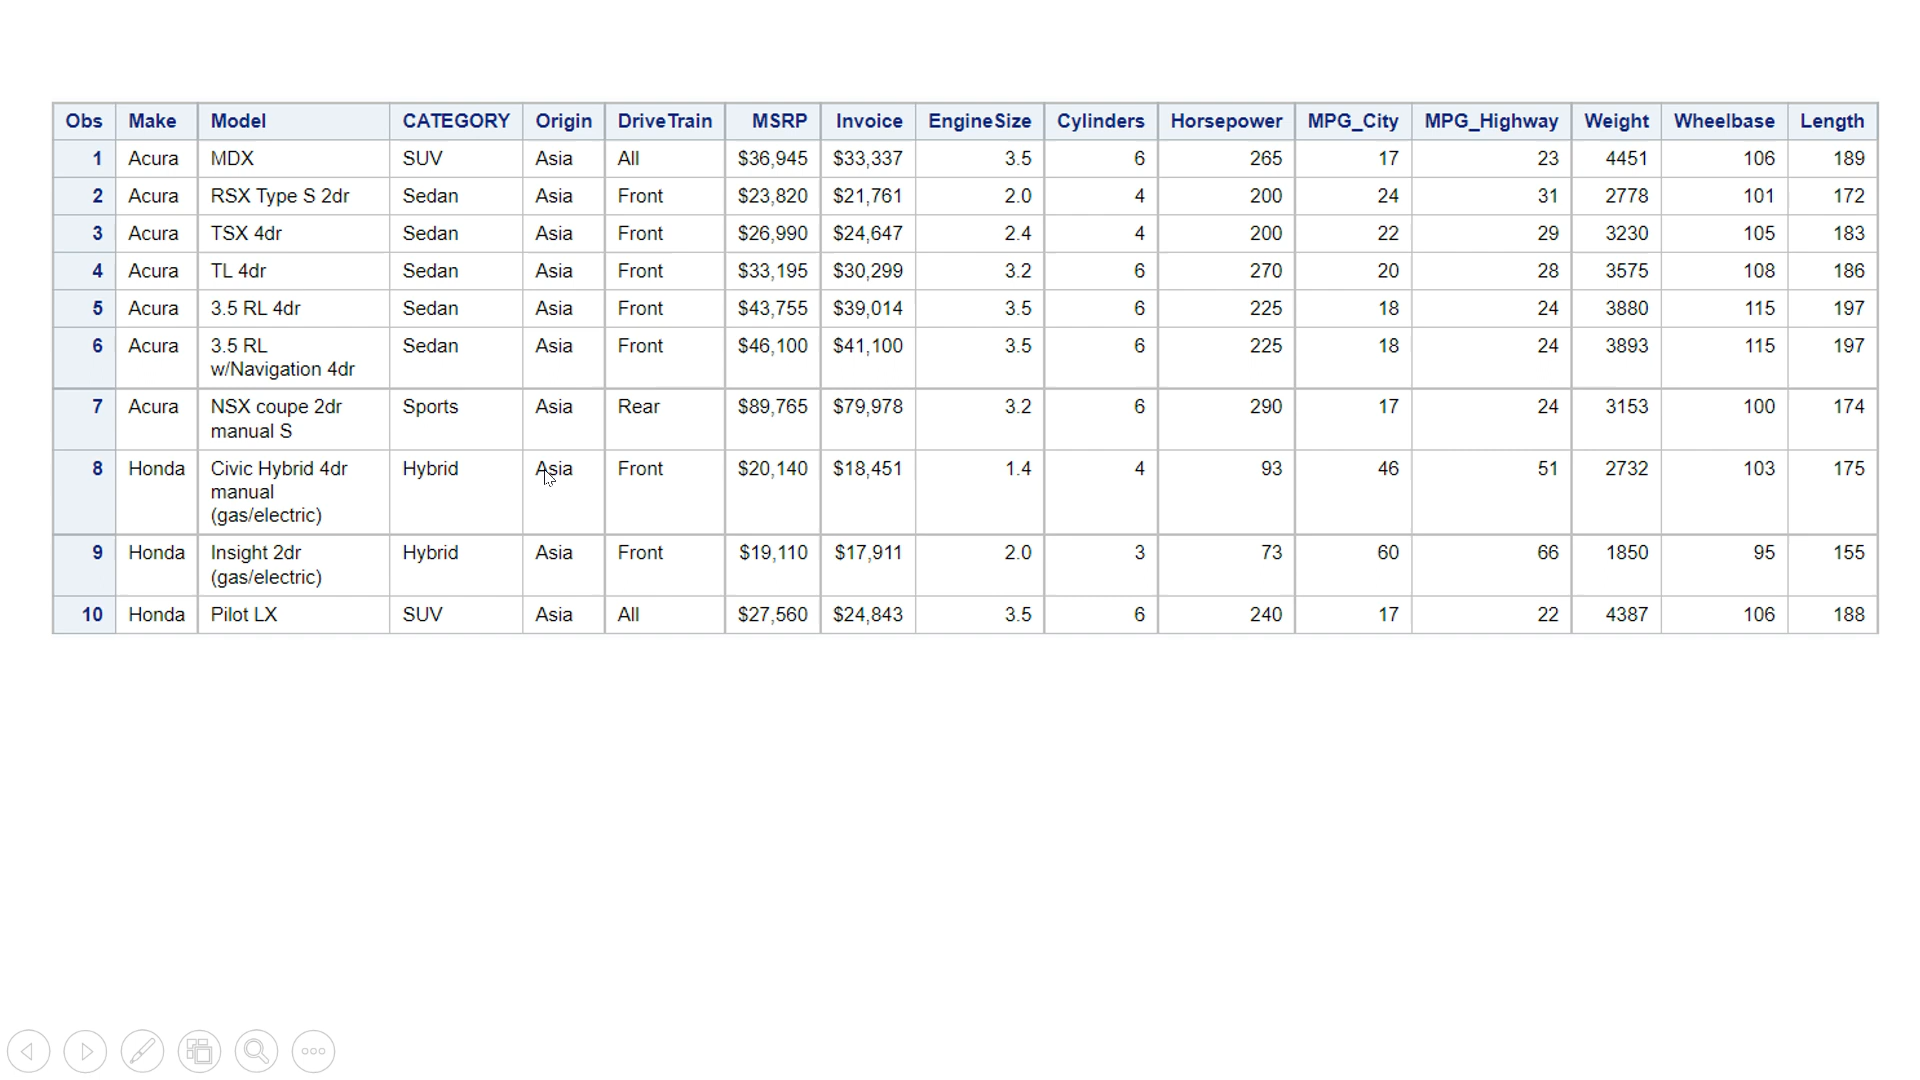 Obs Make Model CATEGORY Origin DriveTrain MSRP Invoice EngineSize Cylinders Horsepower MPG_City MPG_Highway Weight Wheelbase Length
1 Acura MDX SUV Asia All $36,945 $33,337 3.5 6 265 17 23 4451 106 189
2 Acura RSX Type S 2dr Sedan Asia Front $23,820 $21,761 2.0 4 200 24 31 2778 101 172
3 Acura TSX 4dr Sedan Asia Front $26,990 $24,647 2.4 4 200 22 29 3230 105 183
4 Acura TL 4dr Sedan Asia Front $33,195 $30,299 3.2 6 270 20 28 3575 108 186
5 Acura 3.5 RL 4dr Sedan Asia Front $43,755 $39,014 3.5 6 225 18 24 3880 115 197
6 Acura 3.5 RL Sedan Asia Front $46,100 $41,100 3.5 6 225 18 24 3893 115 197
w/Navigation 4dr
7 Acura NSX coupe 2dr Sports Asia Rear $89,765 $79,978 3.2 6 290 17 24 3153 100 174
manual S
8 Honda Civic Hybrid 4dr Hybrid Asia Front $20,140 $18,451 1.4 4 93 46 51 2732 103 175
manual
(gas/electric)
9 Honda Insight 2dr Hybrid Asia Front $19,110 $17,911 2.0 3 73 60 66 1850 95 155
(gas/electric)
10 Honda Pilot LX SUV Asia All $27,560 $24,843 3.5 6 240 17 22 4387 106 188